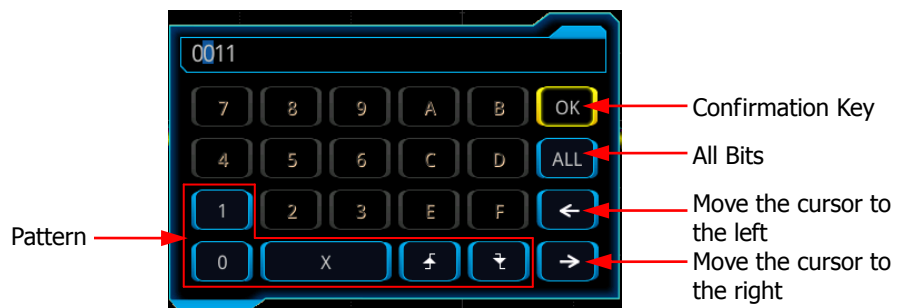 0011
7 8 9 A B OK
Confirmation Key
4 5 6 C D ALL
All Bits
1 2 3 E F ←
Move the cursor to
the left
Pattern
0 X →
Move the cursor to
the right